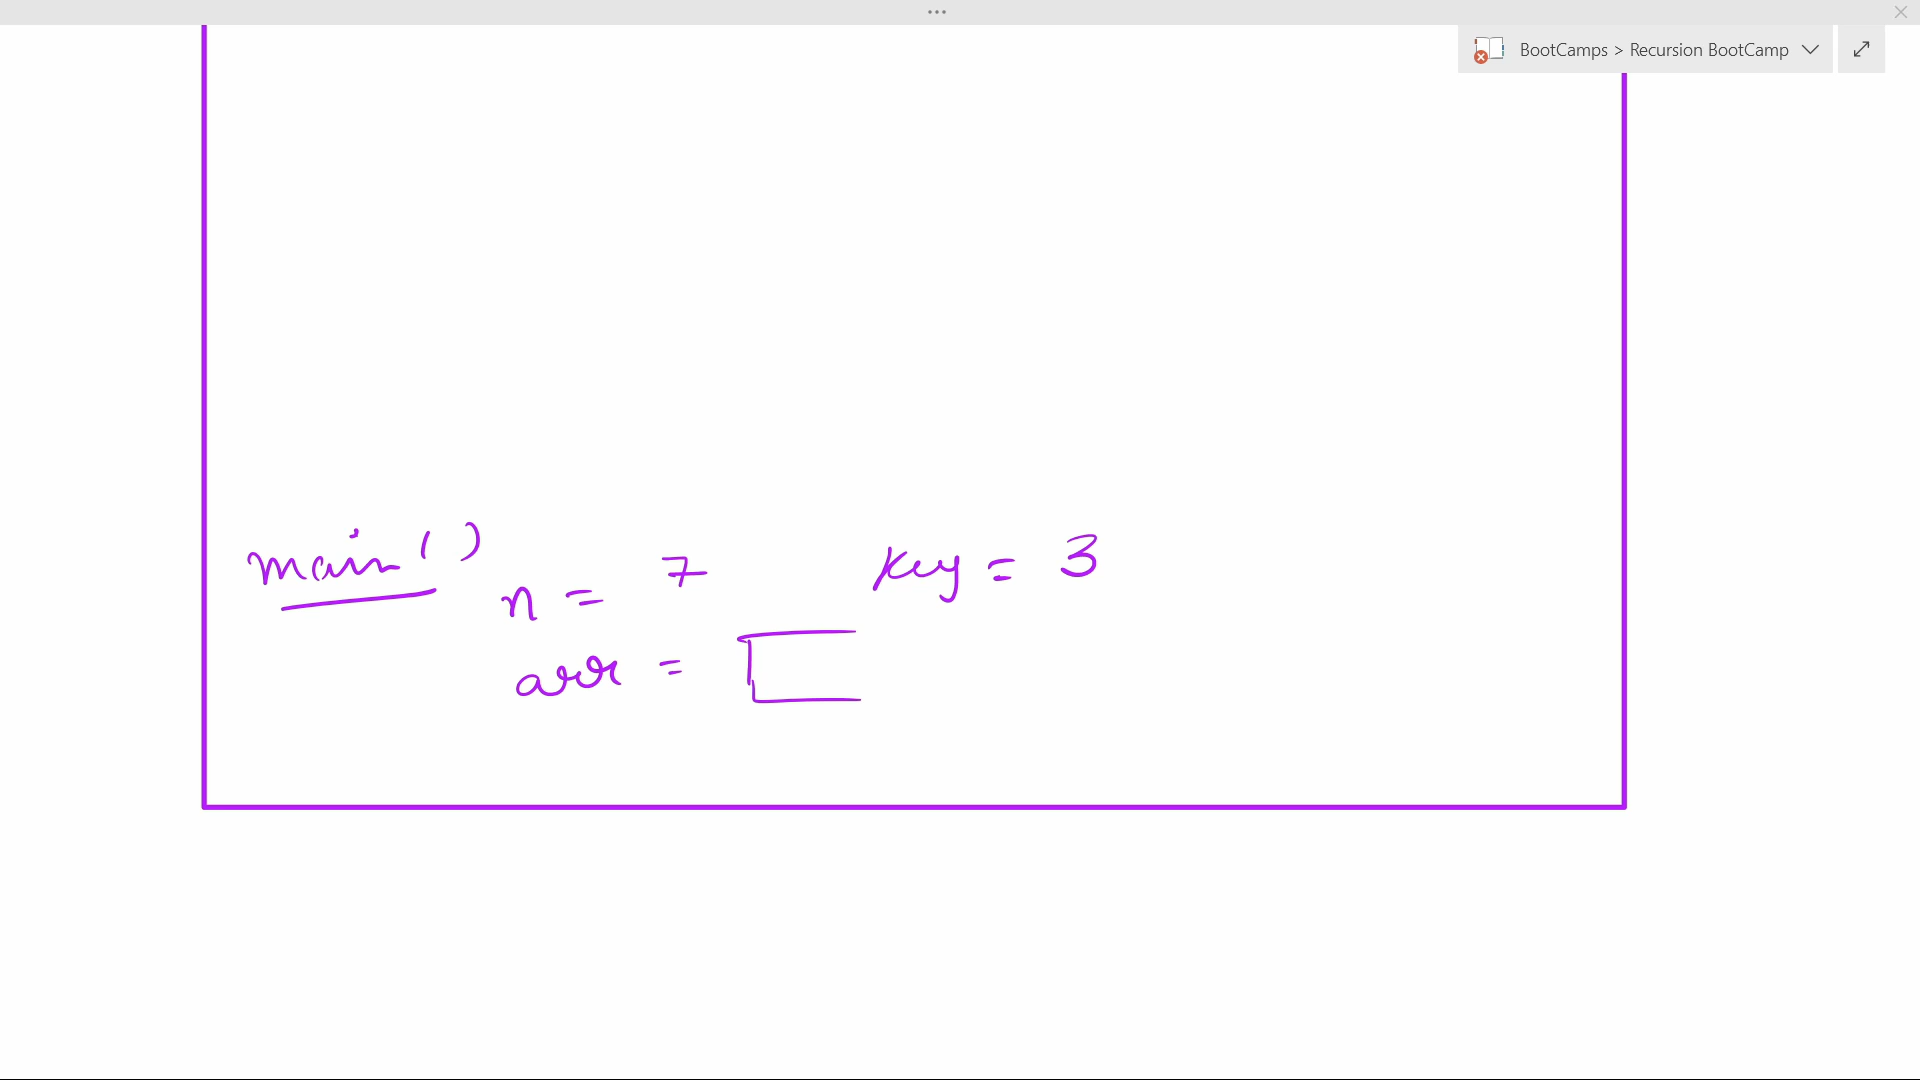 BootCamps > Recursion BootCamp
main ( )
n = 7 key = 3
arr =